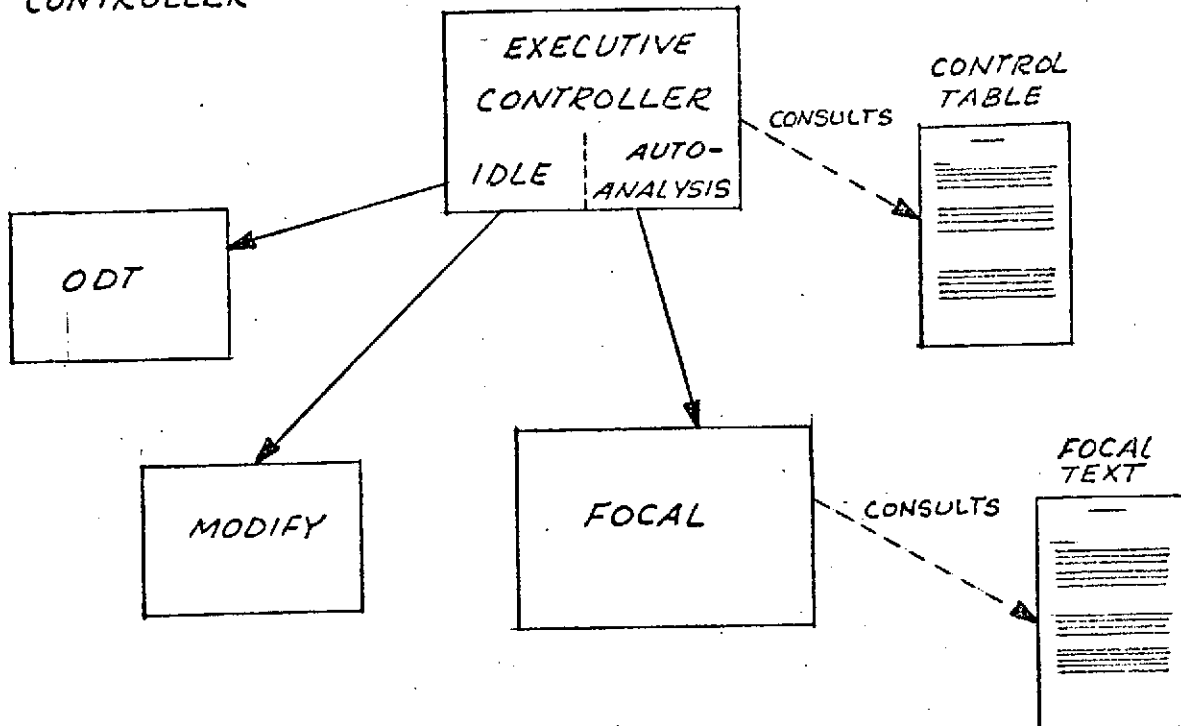 CONTROLLER
EXECUTIVE
CONTROLLER
IDLE
AUTO-
ANALYSIS
CONSULTS
CONTROL
TABLE
ODT
MODIFY
FOCAL
CONSULTS
FOCAL
TEXT